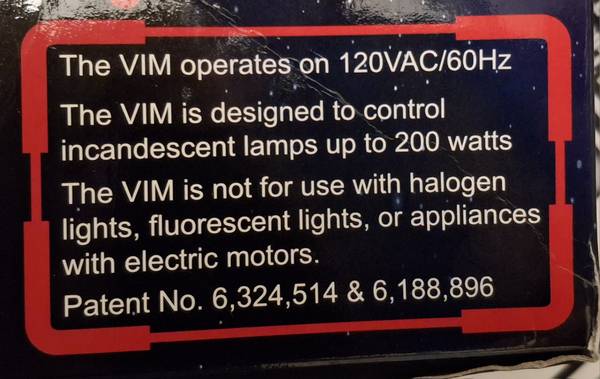 The VIM operates on 120VAC/60Hz
The VIM is designed to control
incandescent lamps up to 200 watts
The VIM is not for use with halogen
lights, fluorescent lights, or appliances
with electric motors.
Patent No. 6,324,514 & 6,188,896